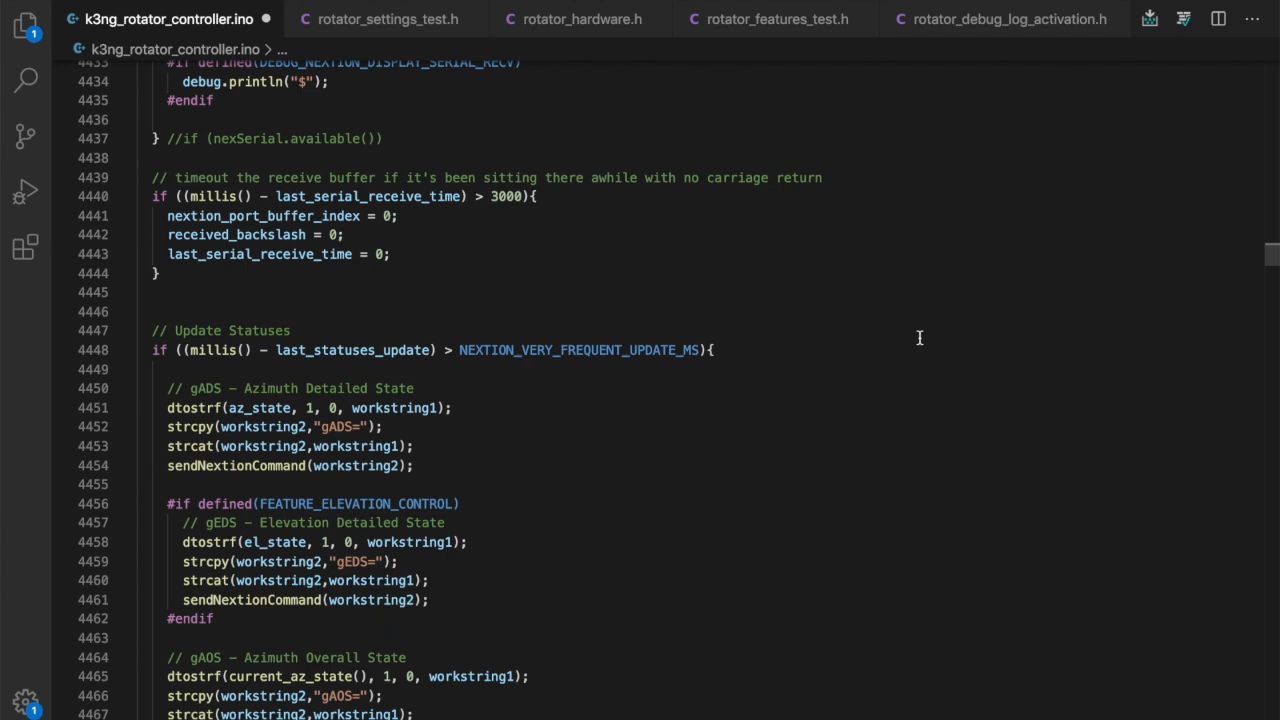 k3ng_rotator_controller.ino
rotator_settings_test.h
rotator_hardware.h
rotator_features_test.h
rotator_debug_log_activation.h
1
k3ng_rotator_controller.ino > ...
4433 #if defined(DEBUG_NEXTION_DISPLAY_SERIAL_RECV)
4434 debug.println("$");
4435 #endif
4436
4437 } //if (nexSerial.available())
4438
4439 // timeout the receive buffer if it's been sitting there awhile with no carriage return
4440 if ((millis() - last_serial_receive_time) > 3000){
4441 nextion_port_buffer_index = 0;
4442 received_backslash = 0;
4443 last_serial_receive_time = 0;
4444 }
4445
4446
4447 // Update Statuses
4448 if ((millis() - last_statuses_update) > NEXTION_VERY_FREQUENT_UPDATE_MS){
4449
4450 // gADS - Azimuth Detailed State
4451 dtostrf(az_state, 1, 0, workstring1);
4452 strcpy(workstring2,"gADS=");
4453 strcat(workstring2,workstring1);
4454 sendNextionCommand(workstring2);
4455
4456 #if defined(FEATURE_ELEVATION_CONTROL)
4457 // gEDS - Elevation Detailed State
4458 dtostrf(el_state, 1, 0, workstring1);
4459 strcpy(workstring2,"gEDS=");
4460 strcat(workstring2,workstring1);
4461 sendNextionCommand(workstring2);
4462 #endif
4463
4464 // gAOS - Azimuth Overall State
4465 dtostrf(current_az_state(), 1, 0, workstring1);
4466 strcpy(workstring2,"gAOS=");
4467 strcat(workstring2,workstring1);
1